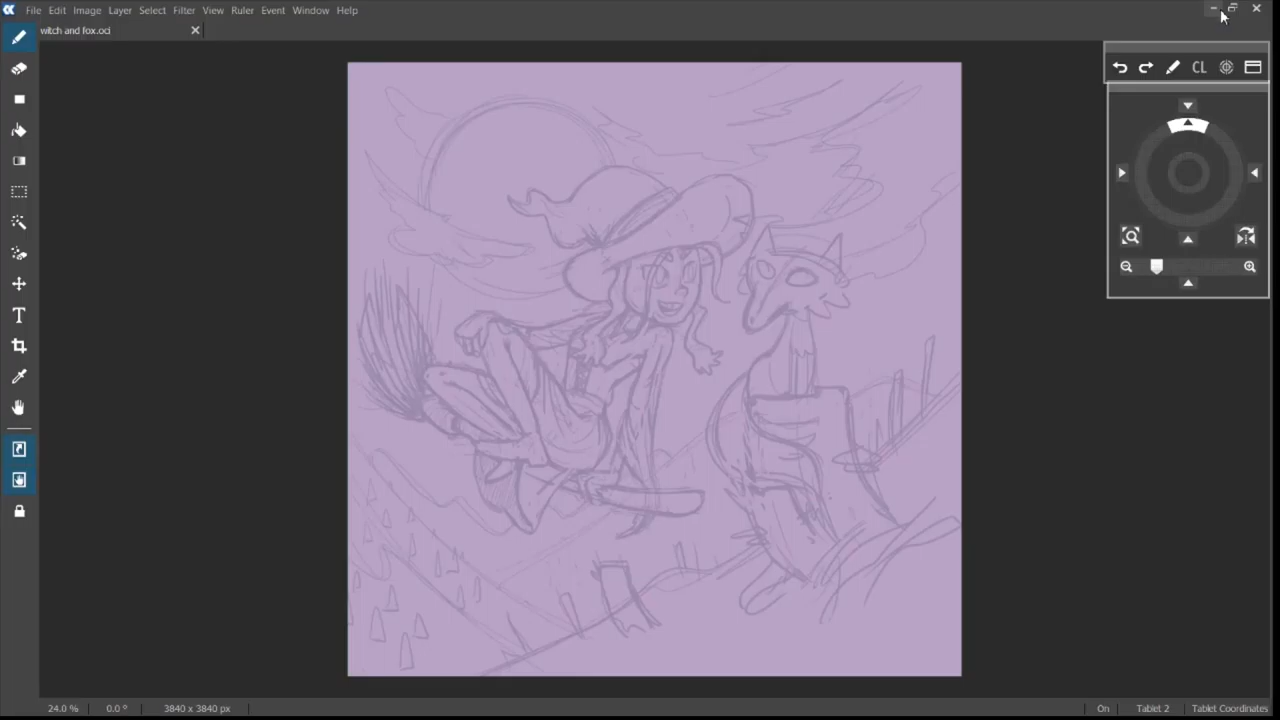 File Edit Image Layer Select Filter View Ruler Event Window Help
witch and fox.oci
CL
T
24.0 % 0.0 ° 3840 x 3840 px On Tablet 2 Tablet Coordinates